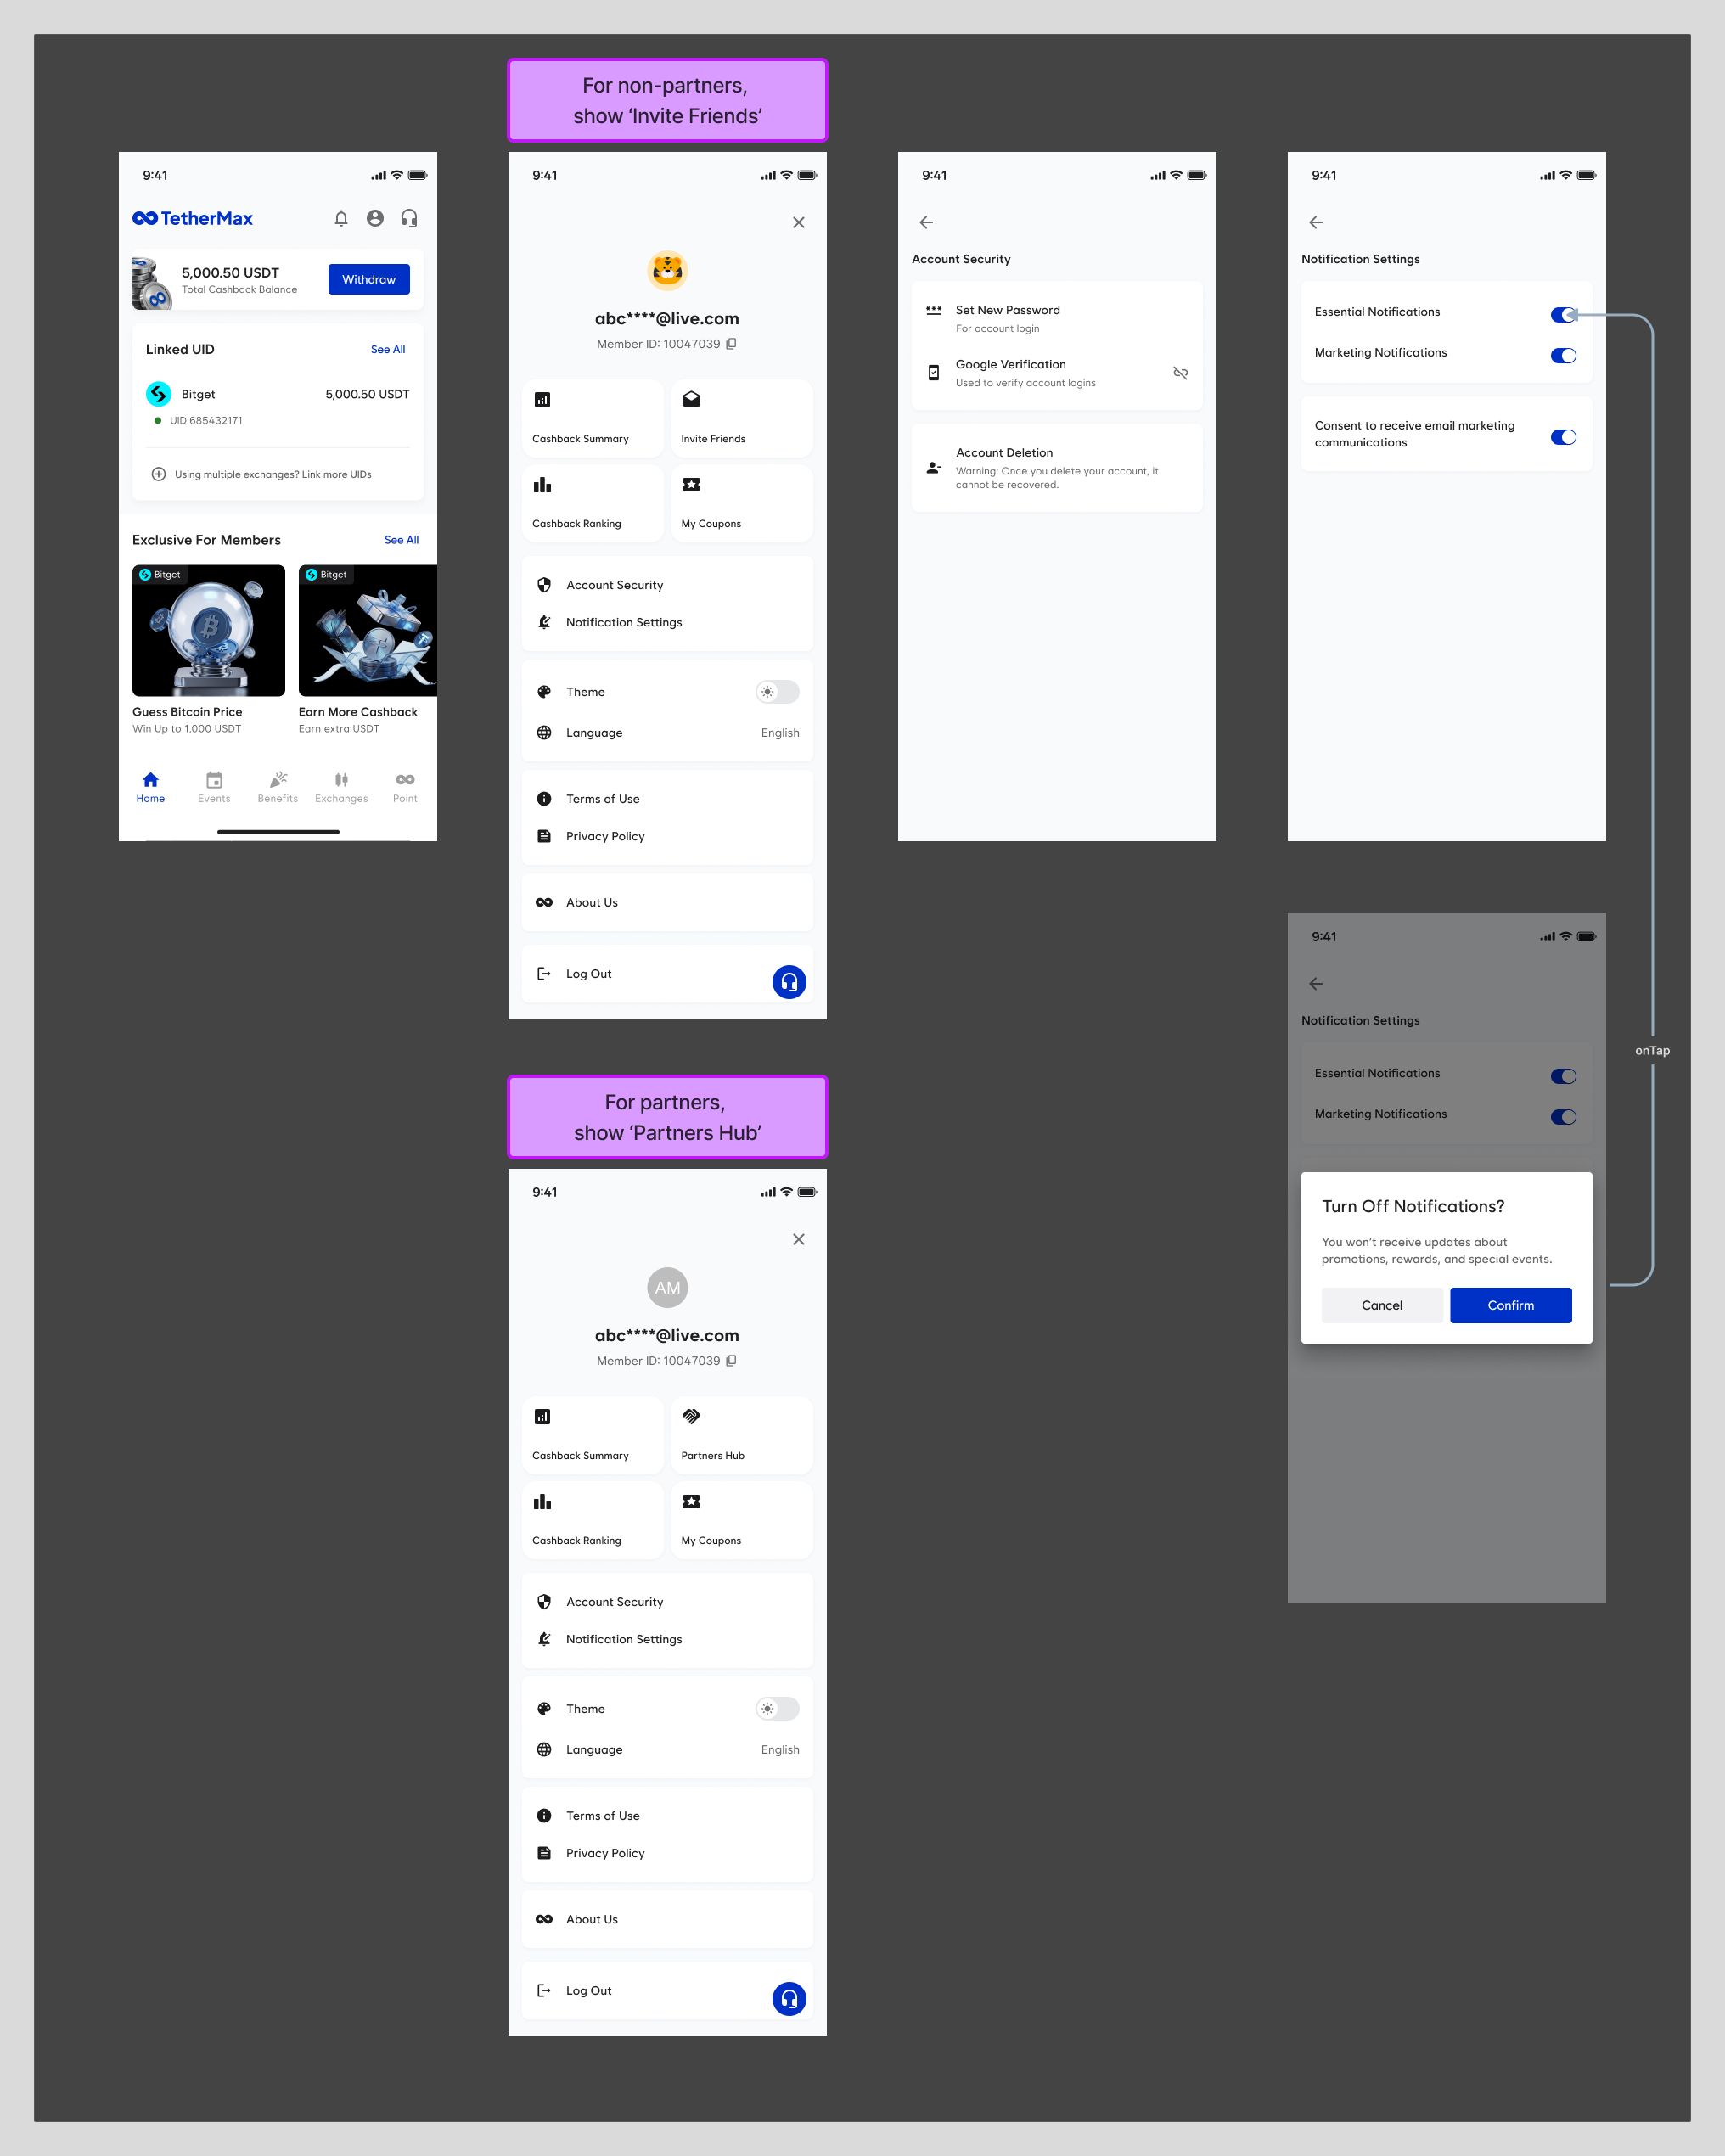 For non-partners,
show ‘Invite Friends’
9:41
TetherMax
5,000.50 USDT
Total Cashback Balance
Withdraw
Linked UID
See All
Bitget
5,000.50 USDT
UID 685432171
Using multiple exchanges? Link more UIDs
Exclusive For Members
See All
Bitget
Bitget
Guess Bitcoin Price
Win Up to 1,000 USDT
Earn More Cashback
Earn extra USDT
Home
Events
Benefits
Exchanges
Point
9:41
abc****@live.com
Member ID: 10047039
Cashback Summary
Invite Friends
Cashback Ranking
My Coupons
Account Security
Notification Settings
Theme
Language
English
Terms of Use
Privacy Policy
About Us
Log Out
9:41
Account Security
Set New Password
For account login
Google Verification
Used to verify account logins
Account Deletion
Warning: Once you delete your account, it
cannot be recovered.
9:41
Notification Settings
Essential Notifications
Marketing Notifications
Consent to receive email marketing
communications
onTap
9:41
Notification Settings
Essential Notifications
Marketing Notifications
Turn Off Notifications?
You won’t receive updates about
promotions, rewards, and special events.
Cancel
Confirm
For partners,
show ‘Partners Hub’
9:41
AM
abc****@live.com
Member ID: 10047039
Cashback Summary
Partners Hub
Cashback Ranking
My Coupons
Account Security
Notification Settings
Theme
Language
English
Terms of Use
Privacy Policy
About Us
Log Out